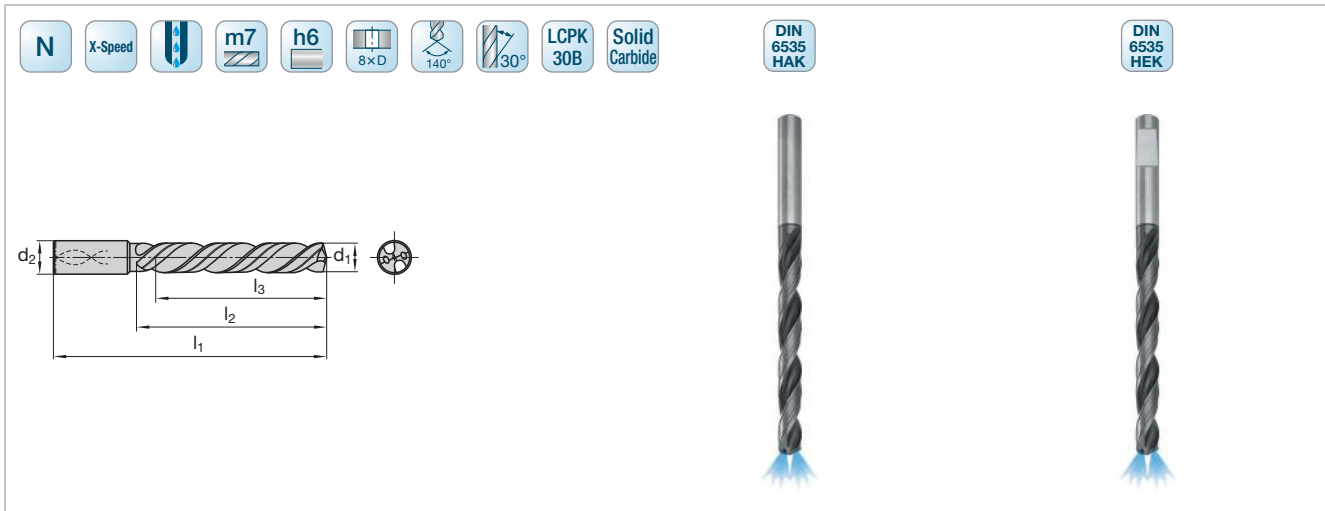 N
X-Speed
m7
h6
8×D
140°
30°
LCPK
30B
Solid
Carbide
DIN
6535
HAK
DIN
6535
HEK
d2
d1
l3
l2
l1